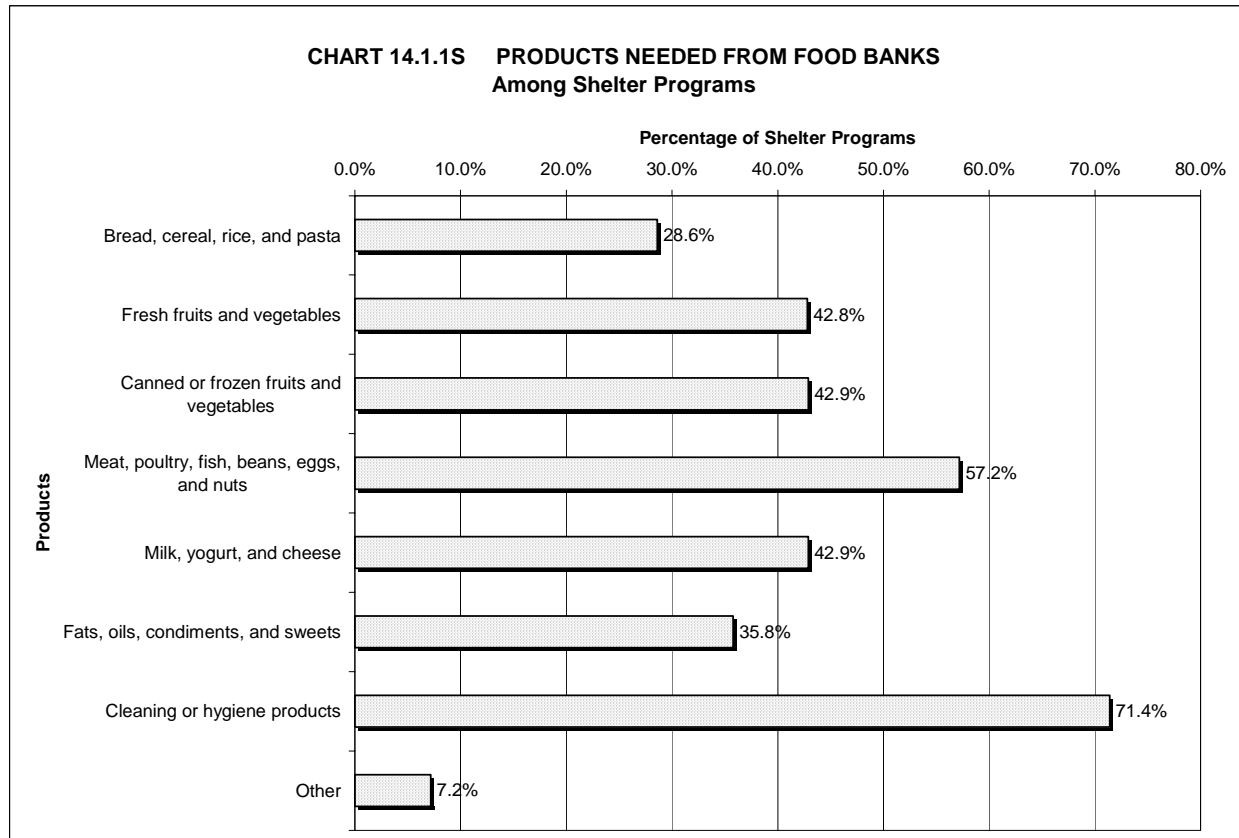 CHART 14.1.1S PRODUCTS NEEDED FROM FOOD BANKS
Among Shelter Programs
Percentage of Shelter Programs
0.0% 10.0% 20.0% 30.0% 40.0% 50.0% 60.0% 70.0% 80.0%
Products
Bread, cereal, rice, and pasta 28.6%
Fresh fruits and vegetables 42.8%
Canned or frozen fruits and
vegetables 42.9%
Meat, poultry, fish, beans, eggs,
and nuts 57.2%
Milk, yogurt, and cheese 42.9%
Fats, oils, condiments, and sweets 35.8%
Cleaning or hygiene products 71.4%
Other 7.2%